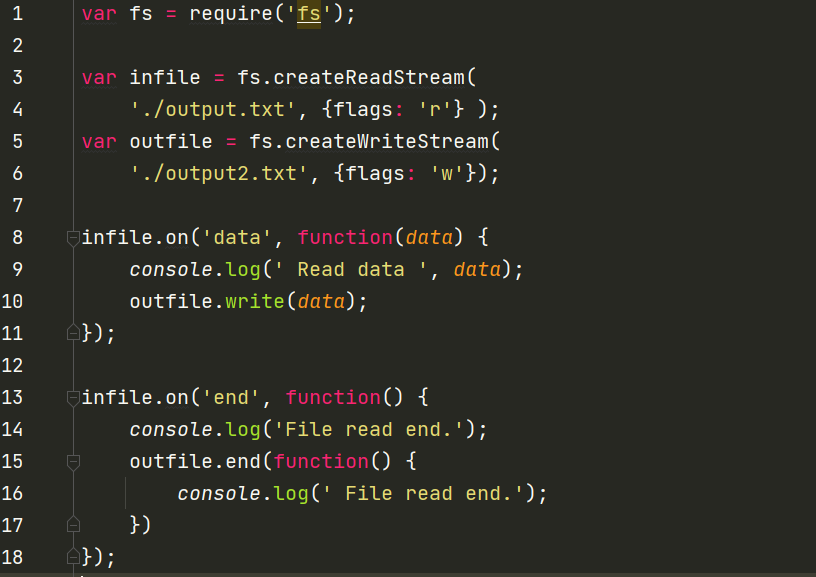 1 var fs = require('fs');
2
3 var infile = fs.createReadStream(
4     './output.txt', {flags: 'r'} );
5 var outfile = fs.createWriteStream(
6     './output2.txt', {flags: 'w'});
7
8 infile.on('data', function(data) {
9     console.log(' Read data ', data);
10     outfile.write(data);
11 });
12
13 infile.on('end', function() {
14     console.log('File read end.');
15     outfile.end(function() {
16         console.log(' File read end.');
17     })
18 });